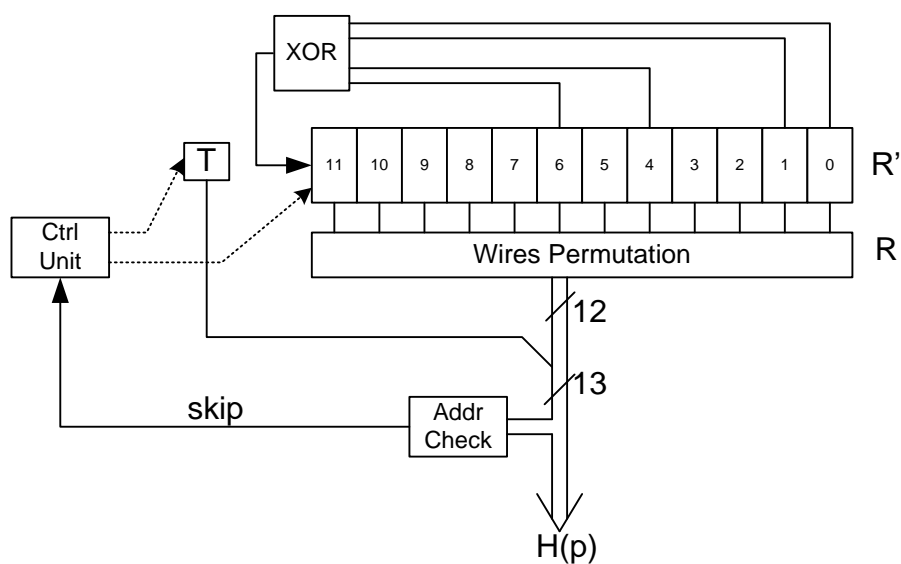 XOR
T
11 10 9 8 7 6 5 4 3 2 1 0
R'
Ctrl
Unit
Wires Permutation
R
12
13
skip
Addr
Check
H(p)